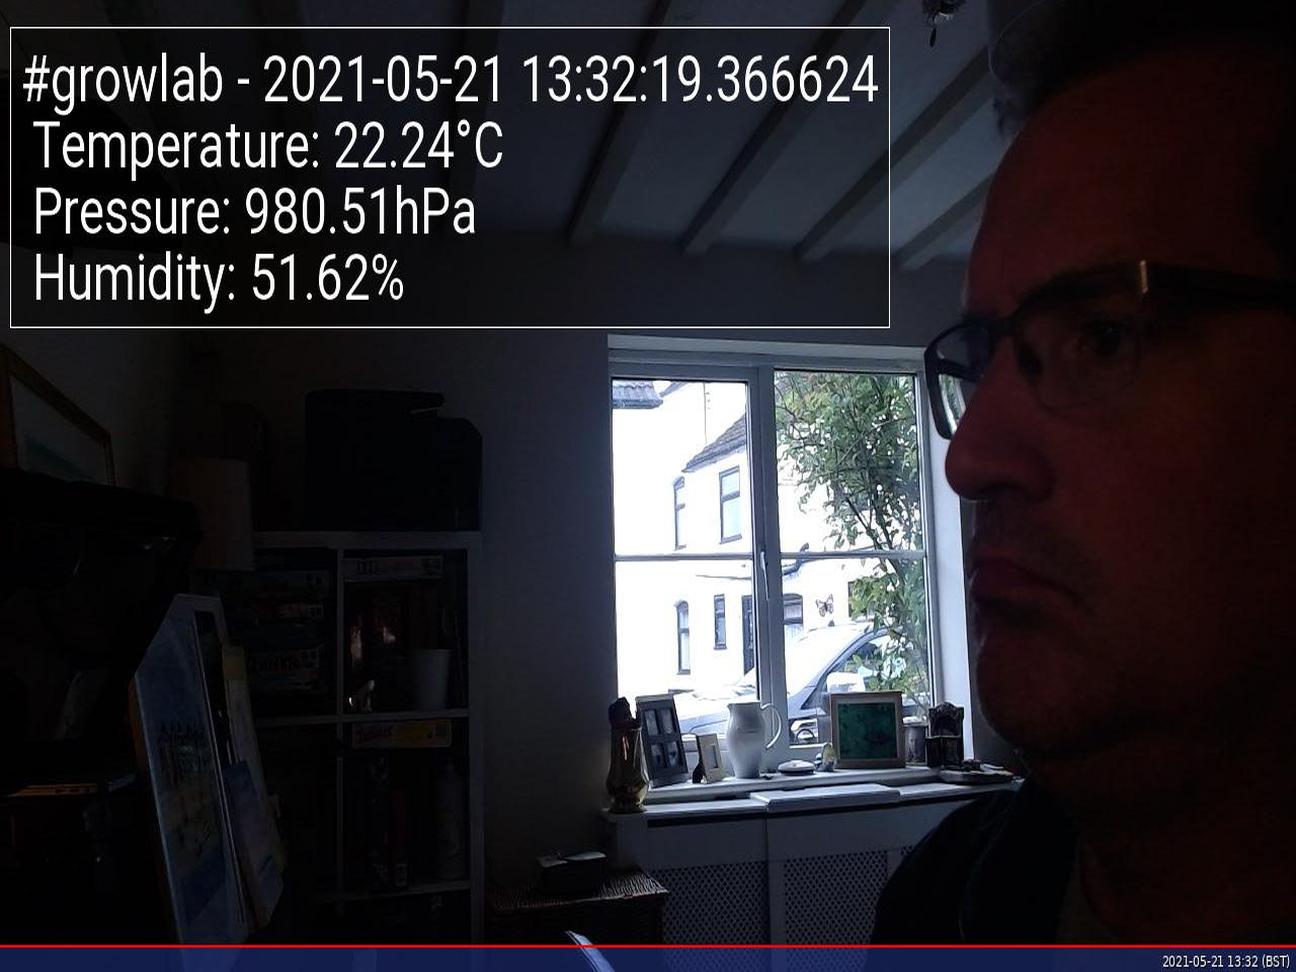 #growlab - 2021-05-21 13:32:19.366624
Temperature: 22.24°C
Pressure: 980.51hPa
Humidity: 51.62%
2021-05-21 13:32 (BST)